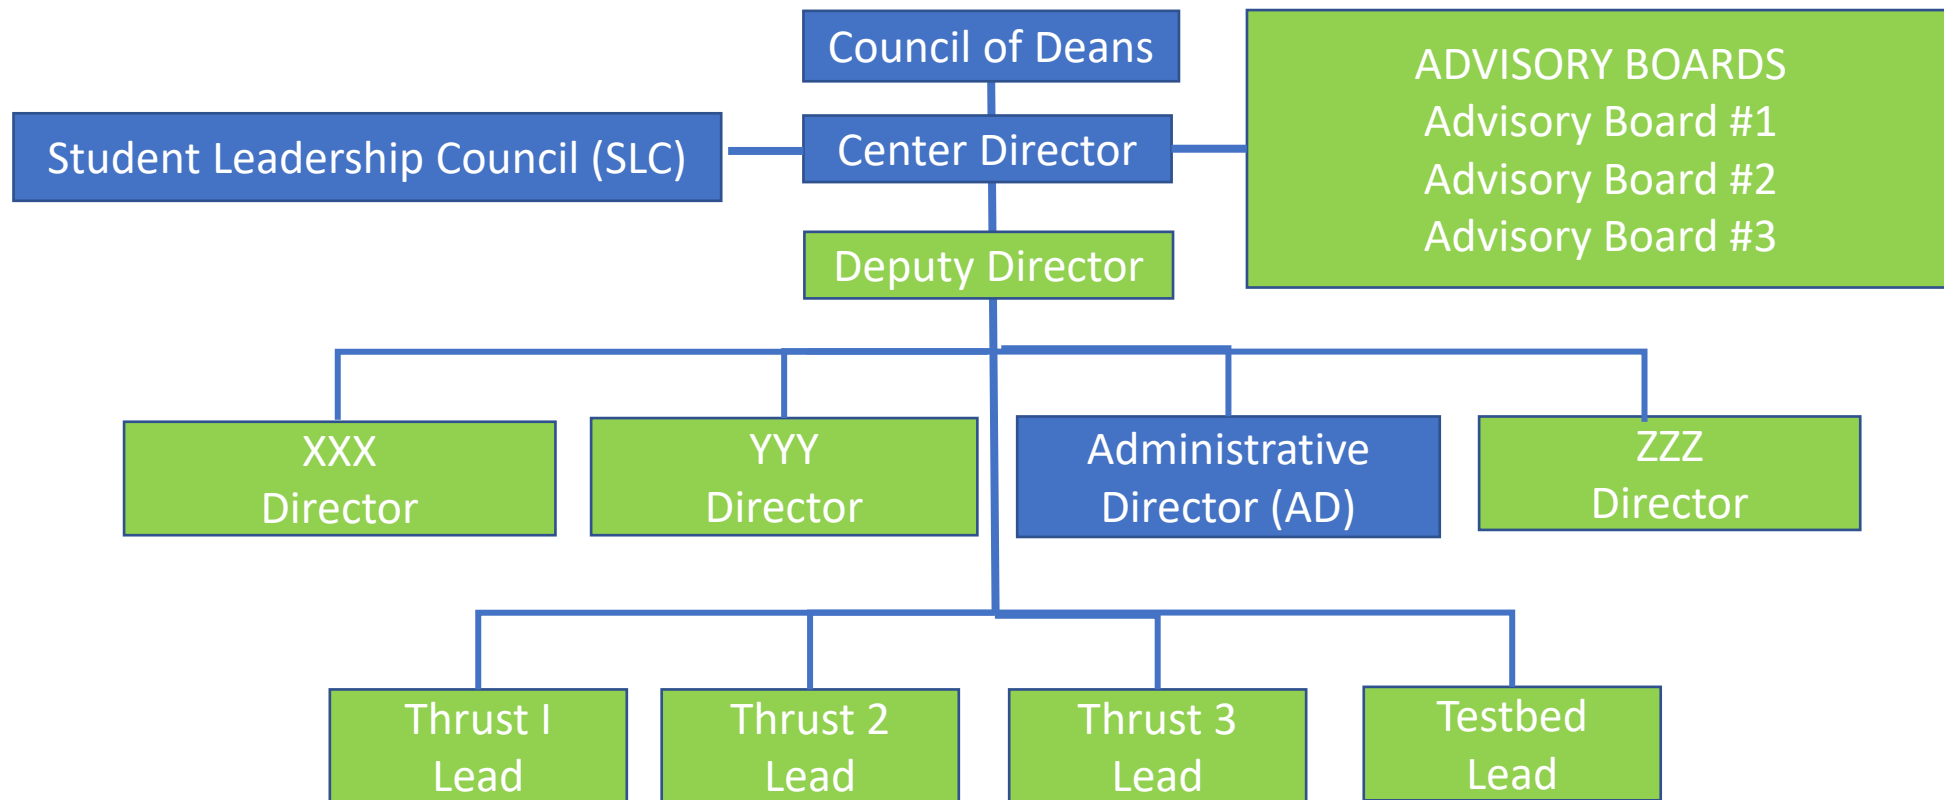 Council of Deans
ADVISORY BOARDS
Advisory Board #1
Advisory Board #2
Advisory Board #3
Student Leadership Council (SLC)
Center Director
Deputy Director
XXX
Director
YYY
Director
Administrative
Director (AD)
ZZZ
Director
Thrust I
Lead
Thrust 2
Lead
Thrust 3
Lead
Testbed
Lead